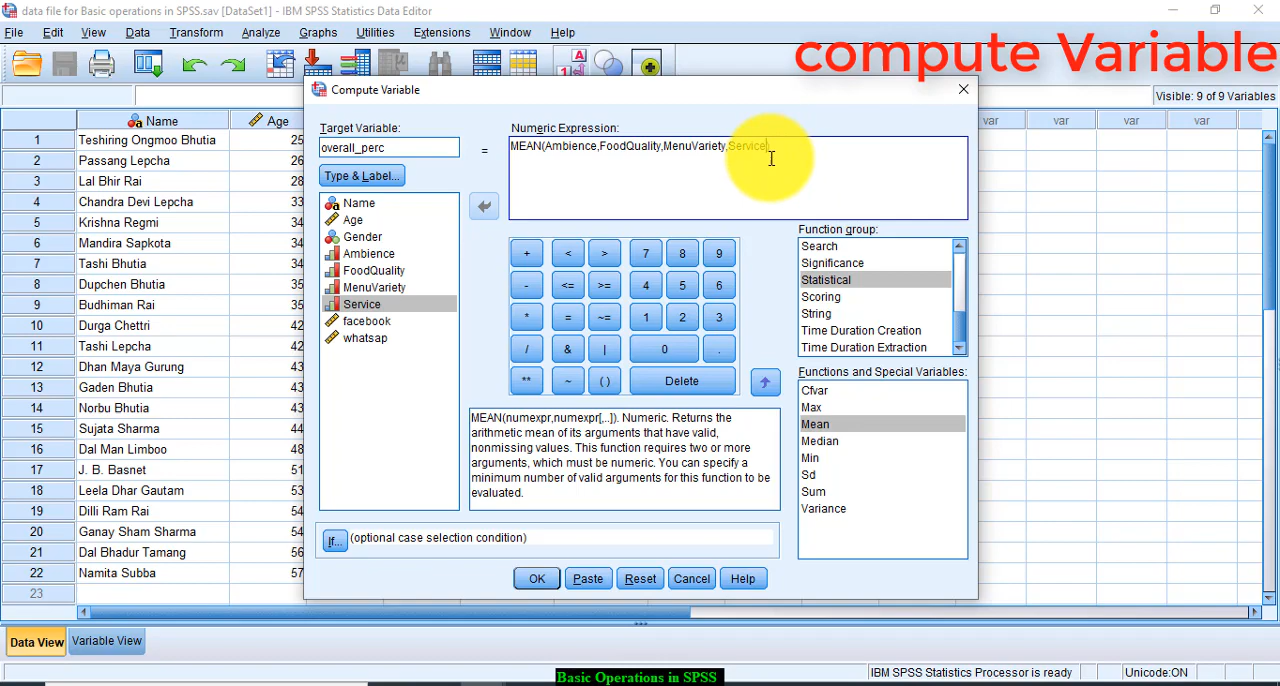 data file for Basic operations in SPSS.sav [DataSet1] - IBM SPSS Statistics Data Editor
File Edit View Data Transform Analyze Graphs Utilities Extensions Window Help
compute Variable
Visible: 9 of 9 Variables
Name Age var var var var
1 Teshiring Ongmoo Bhutia 25
2 Passang Lepcha 26
3 Lal Bhir Rai 28
4 Chandra Devi Lepcha 33
5 Krishna Regmi 34
6 Mandira Sapkota 34
7 Tashi Bhutia 34
8 Dupchen Bhutia 34
9 Budhiman Rai 34
10 Durga Chettri 42
11 Tashi Lepcha 42
12 Dhan Maya Gurung 43
13 Gaden Bhutia 43
14 Norbu Bhutia 43
15 Sujata Sharma 43
16 Dal Man Limboo 48
17 J. B. Basnet 51
18 Leela Dhar Gautam 53
19 Dilli Ram Rai 54
20 Ganay Sham Sharma 54
21 Dal Bhadur Tamang 56
22 Namita Subba 57
23
Compute Variable
Target Variable:
overall_perc
=
Numeric Expression:
MEAN(Ambience,FoodQuality,MenuVariety,Service)
Type & Label...
Name
Age
Gender
Ambience
FoodQuality
MenuVariety
Service
facebook
whatsap
+ < > 7 8 9
- <= >= 4 5 6
* = ~= 1 2 3
/ & | 0 .
** ~ ( ) Delete
Function group:
Search
Significance
Statistical
Scoring
String
Time Duration Creation
Time Duration Extraction
Functions and Special Variables:
Cfvar
Max
Mean
Median
Min
Sd
Sum
Variance
MEAN(numexpr,numexpr[,..]). Numeric. Returns the
arithmetic mean of its arguments that have valid,
nonmissing values. This function requires two or more
arguments, which must be numeric. You can specify a
minimum number of valid arguments for this function to be
evaluated.
If... (optional case selection condition)
OK Paste Reset Cancel Help
Data View Variable View
IBM SPSS Statistics Processor is ready Unicode:ON
Basic Operations in SPSS